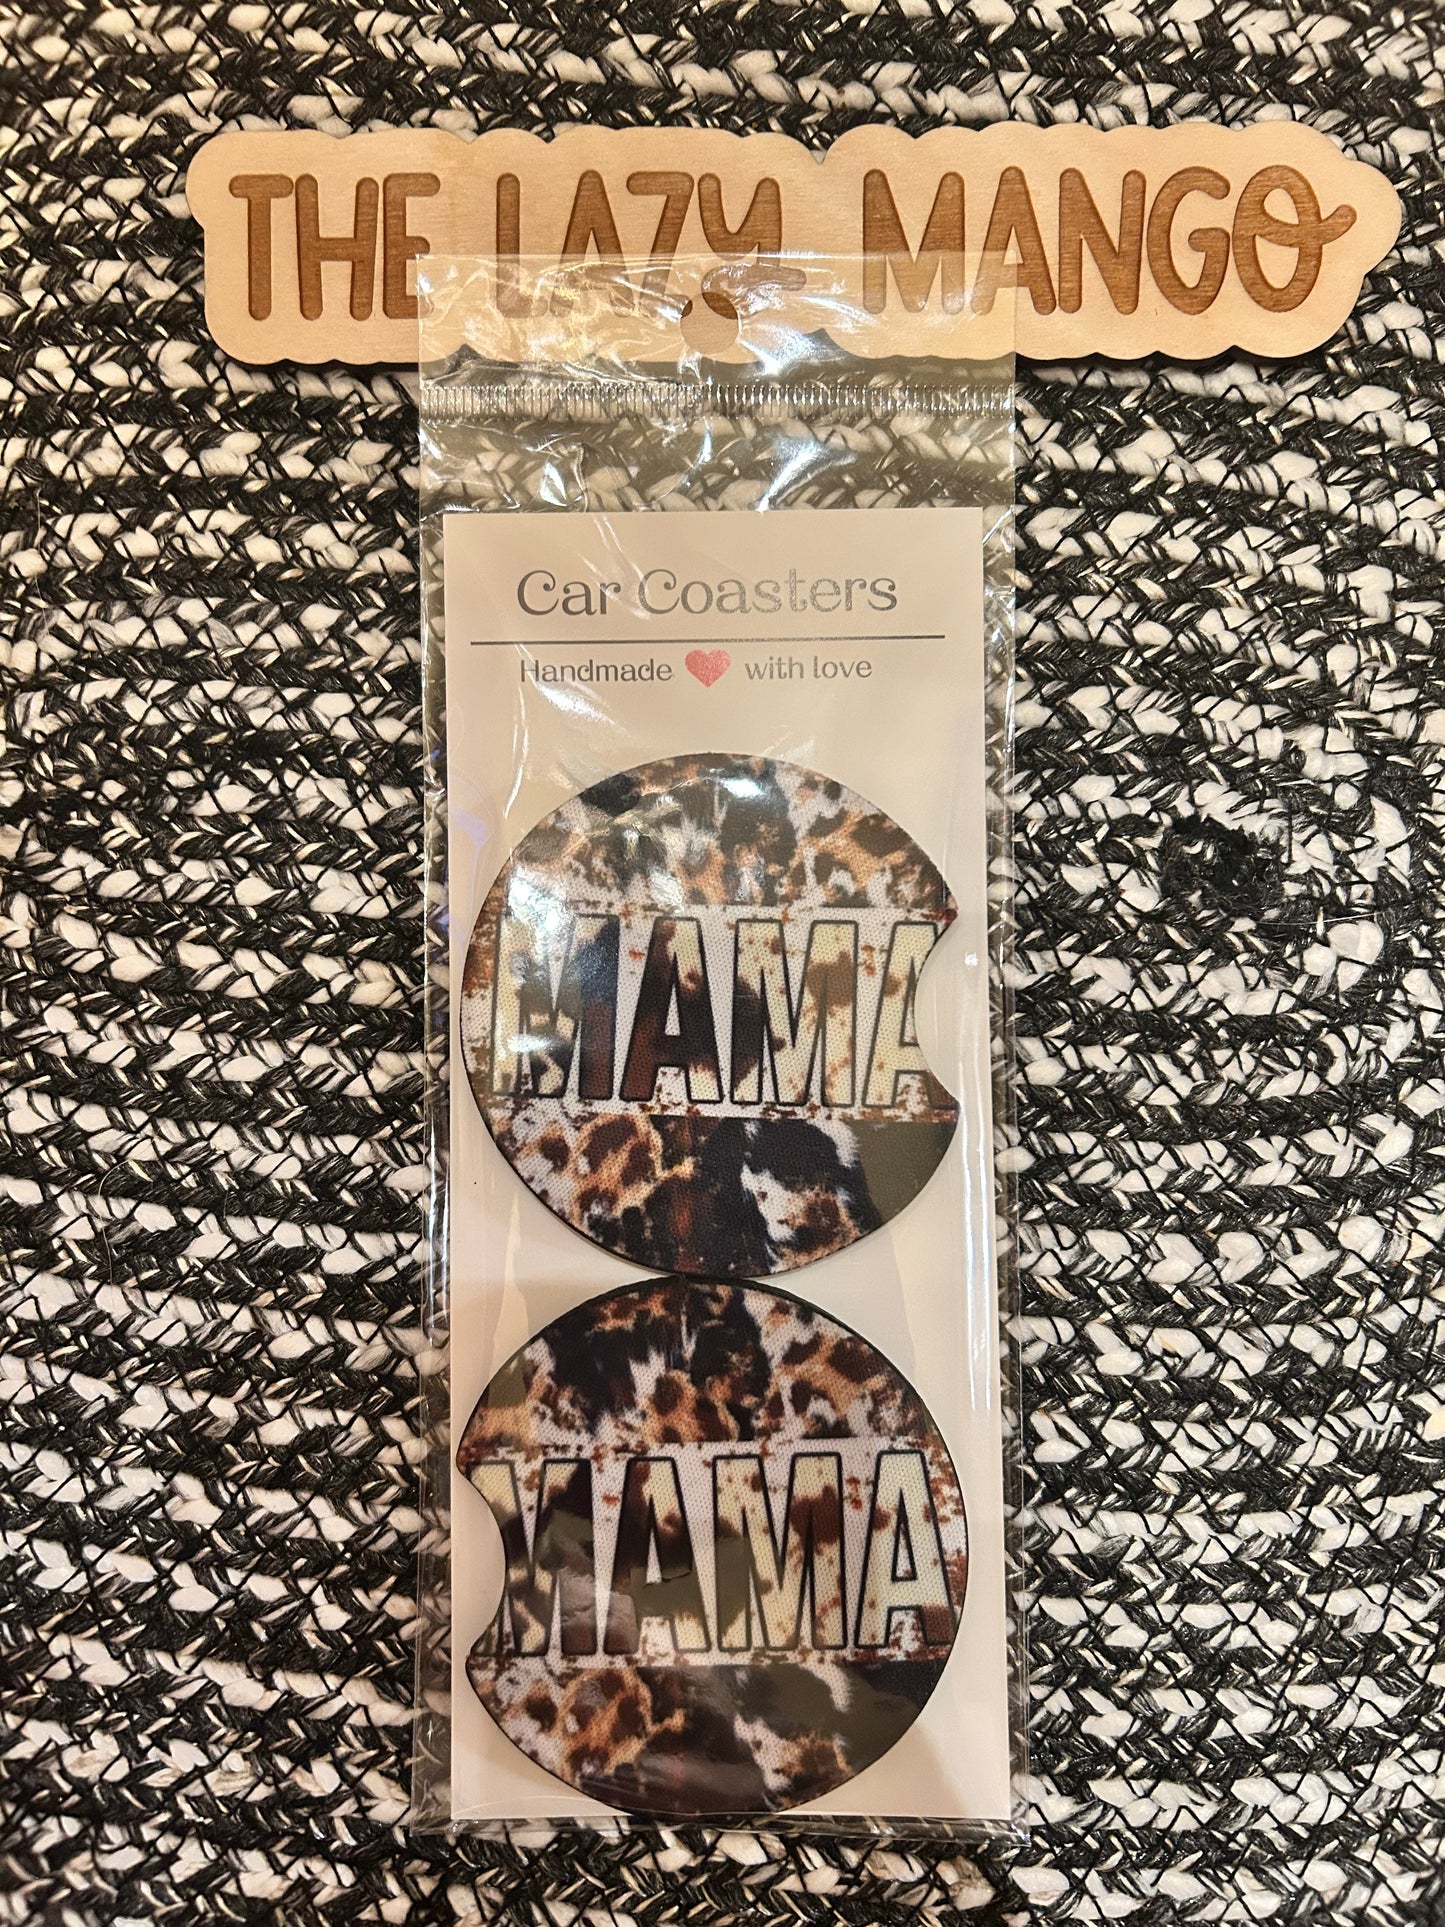 THE LAZY MANGO
Car Coasters
Handmade with love
MAMA
MAMA